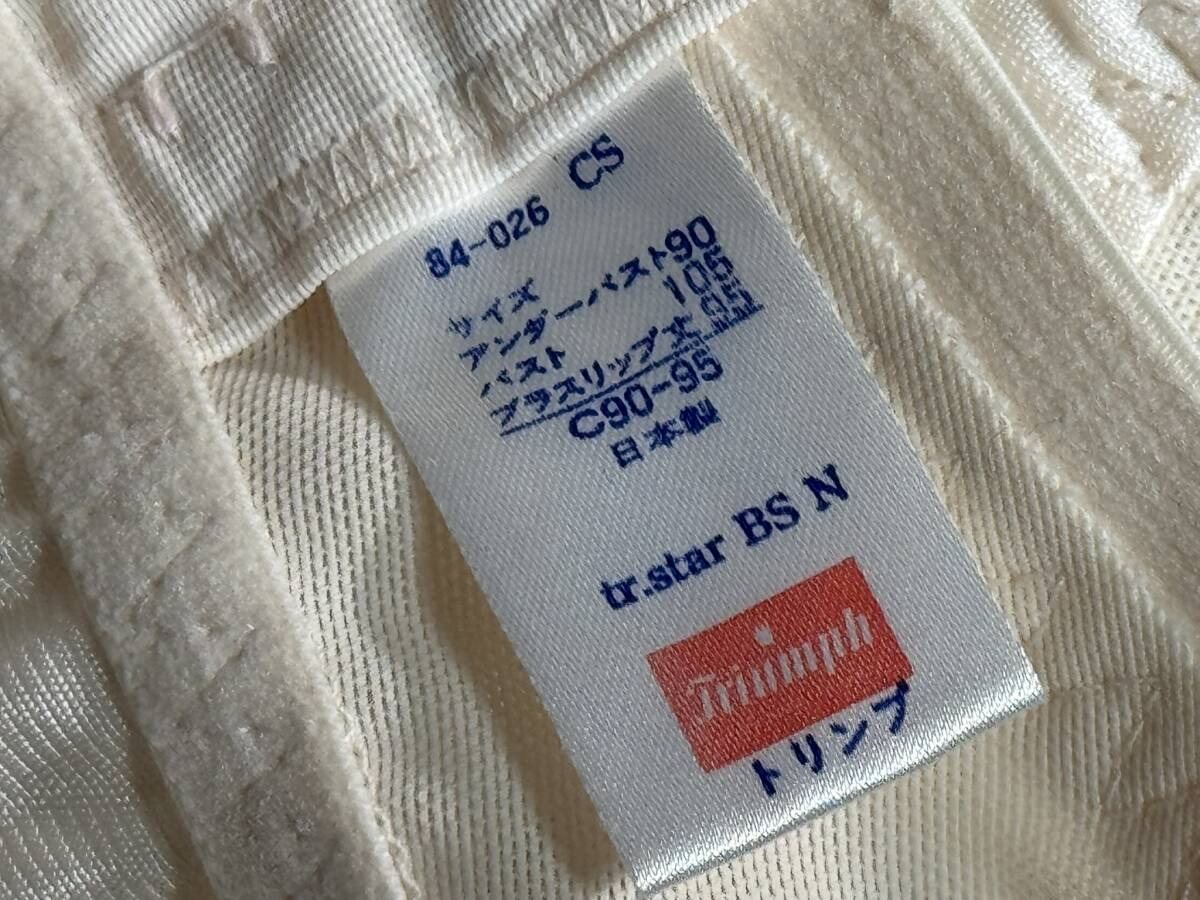 84-026 CS
サイズ
アンダーバスト90
バスト 105
ブラスリップ丈 95
C90-95
日本製
tr.star BS N
Triumph
トリンプ